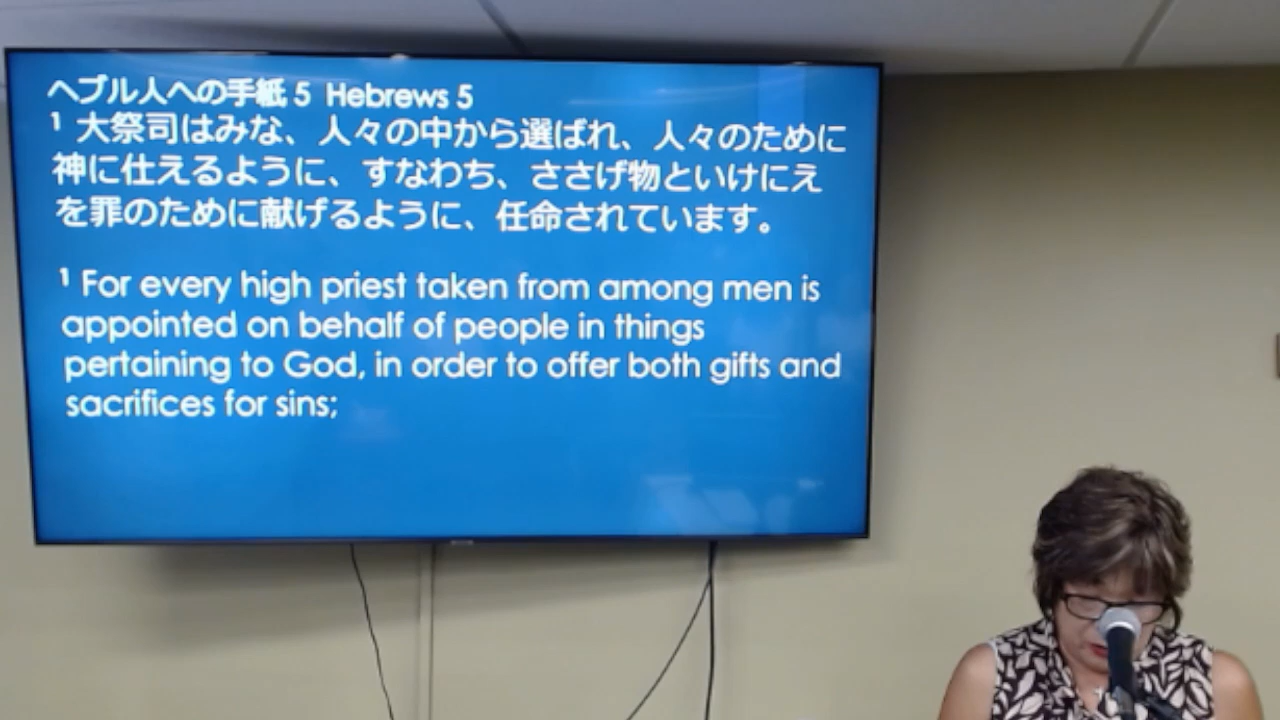 ヘブル人への手紙 5 Hebrews 5
¹ 大祭司はみな、人々の中から選ばれ、人々のために
神に仕えるように、すなわち、ささげ物といけにえ
を罪のために献げるように、任命されています。
¹ For every high priest taken from among men is
appointed on behalf of people in things
pertaining to God, in order to offer both gifts and
sacrifices for sins;